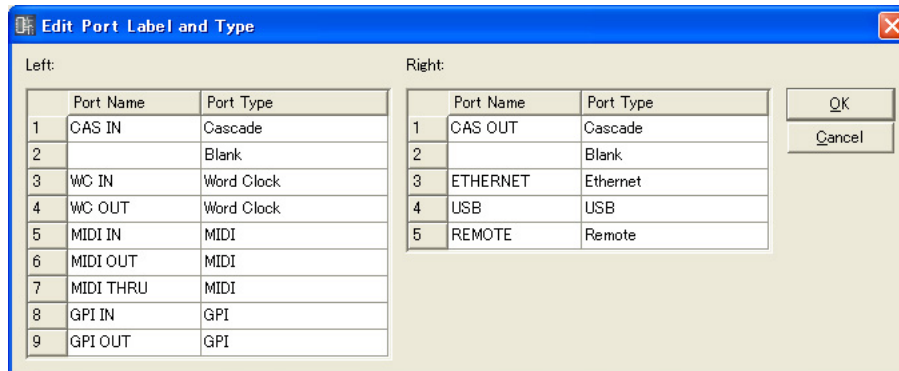 Edit Port Label and Type
Left:
Port Name Port Type
1 CAS IN Cascade
2 Blank
3 WC IN Word Clock
4 WC OUT Word Clock
5 MIDI IN MIDI
6 MIDI OUT MIDI
7 MIDI THRU MIDI
8 GPI IN GPI
9 GPI OUT GPI
Right:
Port Name Port Type
1 CAS OUT Cascade
2 Blank
3 ETHERNET Ethernet
4 USB USB
5 REMOTE Remote
OK
Cancel